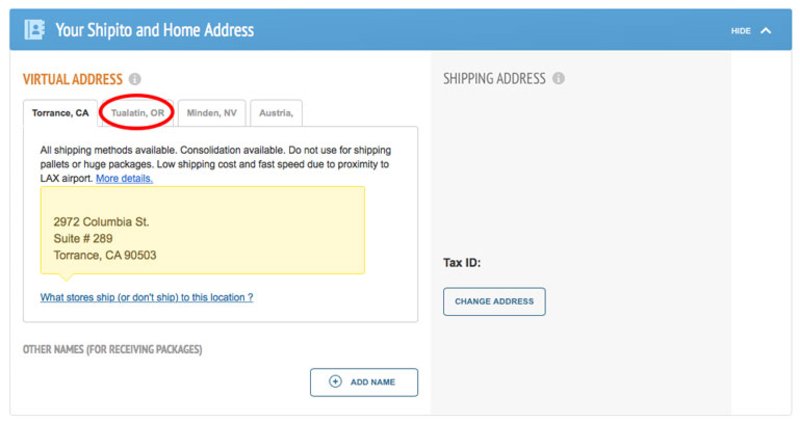 Your Shipito and Home Address
HIDE
VIRTUAL ADDRESS
Torrance, CA
Tualatin, OR
Minden, NV
Austria,
All shipping methods available. Consolidation available. Do not use for shipping
pallets or huge packages. Low shipping cost and fast speed due to proximity to
LAX airport. More details.
2972 Columbia St.
Suite # 289
Torrance, CA 90503
What stores ship (or don't ship) to this location ?
OTHER NAMES (FOR RECEIVING PACKAGES)
ADD NAME
SHIPPING ADDRESS
Tax ID:
CHANGE ADDRESS